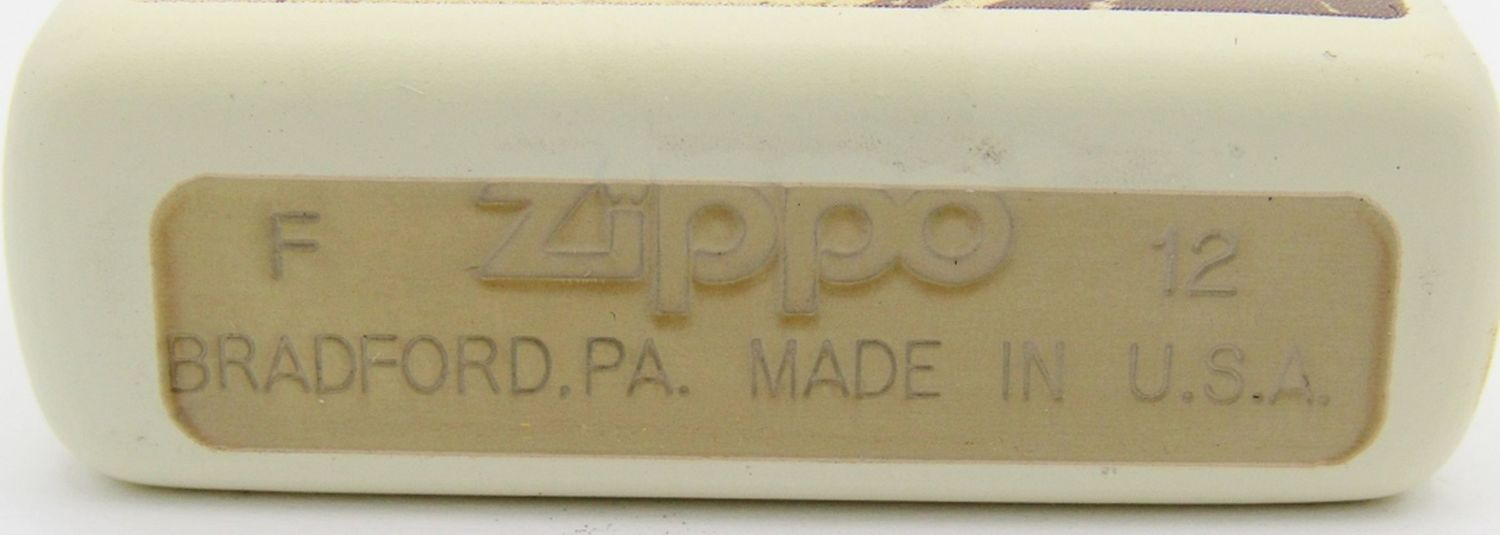 F Zippo 12
BRADFORD,PA. MADE IN U.S.A.